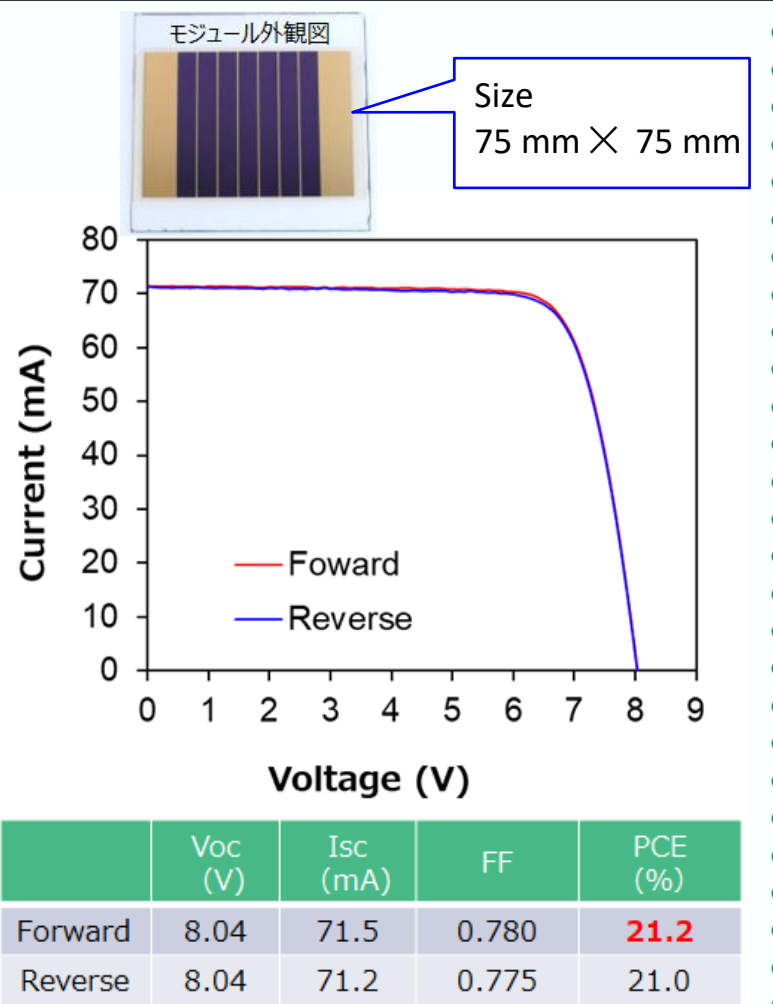 モジュール外観図
Size
75 mm× 75 mm
80
70
60
50
40
30
20
10
0
Current (mA)
Foward
Reverse
0 1 2 3 4 5 6 7 8 9
Voltage (V)
Voc (V) Isc (mA) FF PCE (%)
Forward 8.04 71.5 0.780 21.2
Reverse 8.04 71.2 0.775 21.0